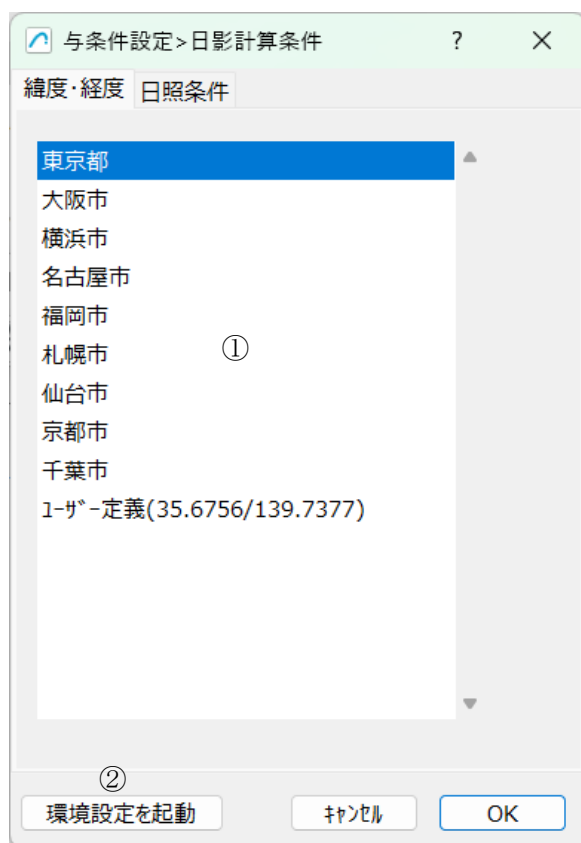 与条件設定>日影計算条件 ?
緯度・経度 日照条件
東京都
大阪市
横浜市
名古屋市
福岡市
①
札幌市
仙台市
京都市
千葉市
ﾕｰｻﾞｰ定義(35.6756/139.7377)
②
環境設定を起動 ｷｬﾝｾﾙ OK